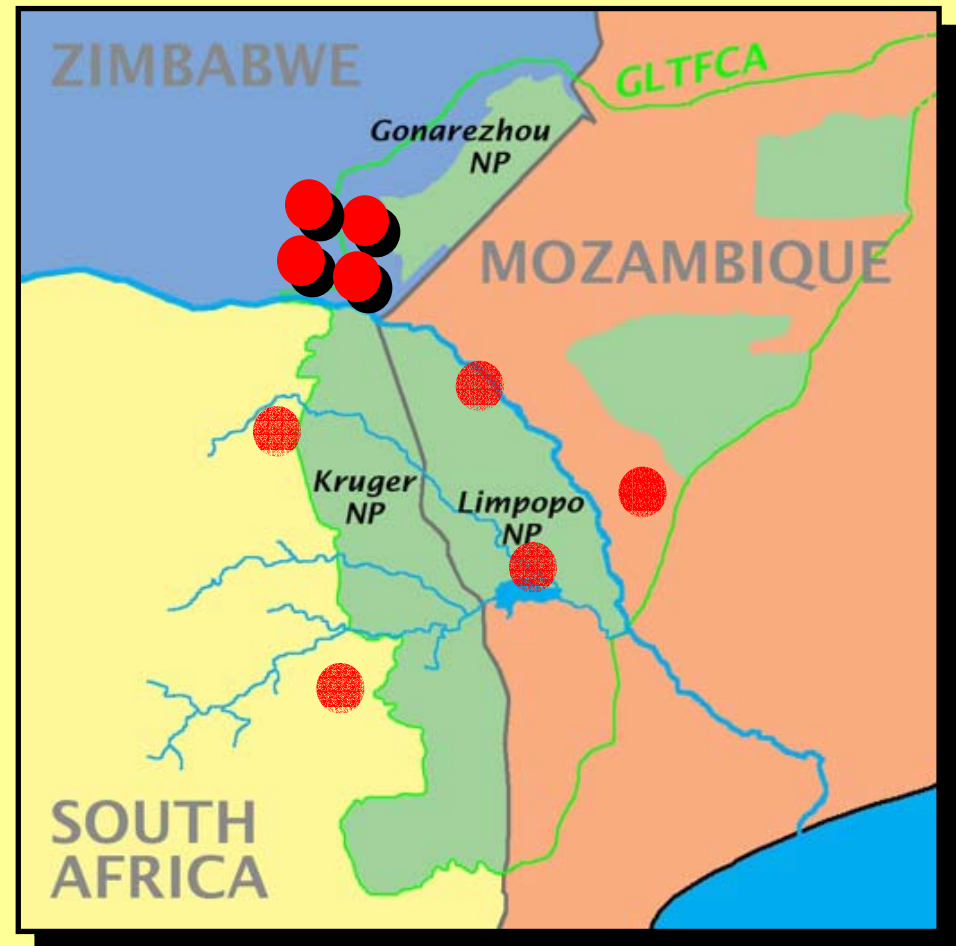 ZIMBABWE
GLTFCA
Gonarezhou
NP
MOZAMBIQUE
Kruger
NP
Limpopo
NP
SOUTH
AFRICA